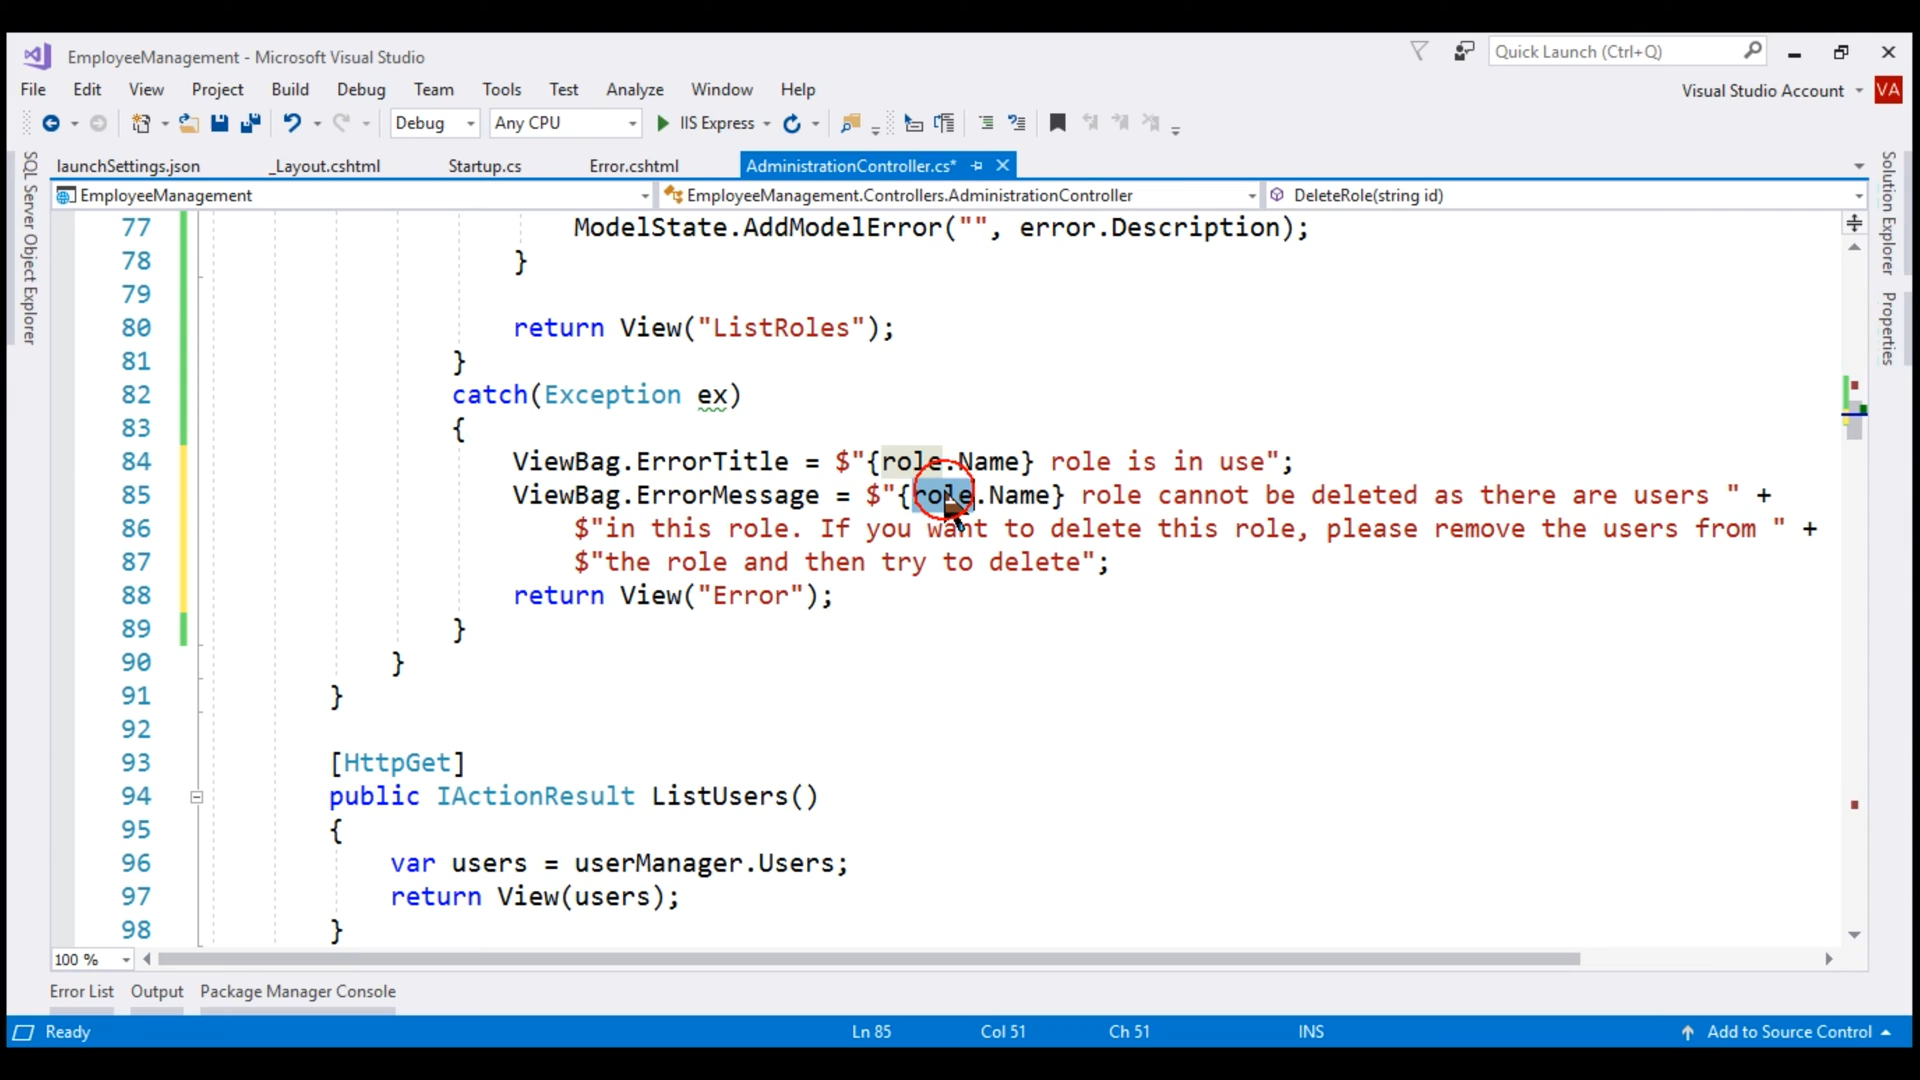 EmployeeManagement - Microsoft Visual Studio
Quick Launch (Ctrl+Q)
File Edit View Project Build Debug Team Tools Test Analyze Window Help
Visual Studio Account VA
Debug Any CPU IIS Express
launchSettings.json _Layout.cshtml Startup.cs Error.cshtml AdministrationController.cs*
EmployeeManagement EmployeeManagement.Controllers.AdministrationController DeleteRole(string id)
SQL Server Object Explorer
Solution Explorer
Properties
77 ModelState.AddModelError("", error.Description);
78 }
79
80 return View("ListRoles");
81 }
82 catch(Exception ex)
83 {
84 ViewBag.ErrorTitle = $"{role.Name} role is in use";
85 ViewBag.ErrorMessage = $"{role.Name} role cannot be deleted as there are users " +
86 $"in this role. If you want to delete this role, please remove the users from " +
87 $"the role and then try to delete";
88 return View("Error");
89 }
90 }
91 }
92
93 [HttpGet]
94 public IActionResult ListUsers()
95 {
96 var users = userManager.Users;
97 return View(users);
98 }
100 %
Error List Output Package Manager Console
Ready Ln 85 Col 51 Ch 51 INS Add to Source Control